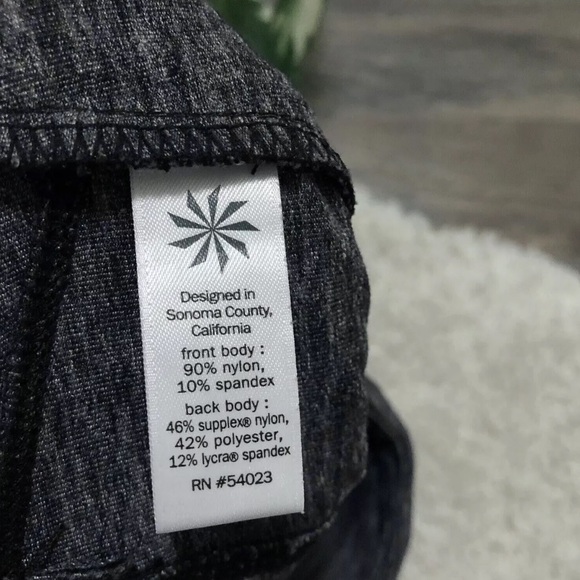 Designed in
Sonoma County,
California
front body :
90% nylon,
10% spandex
back body :
46% supplex® nylon,
42% polyester,
12% lycra® spandex
RN #54023